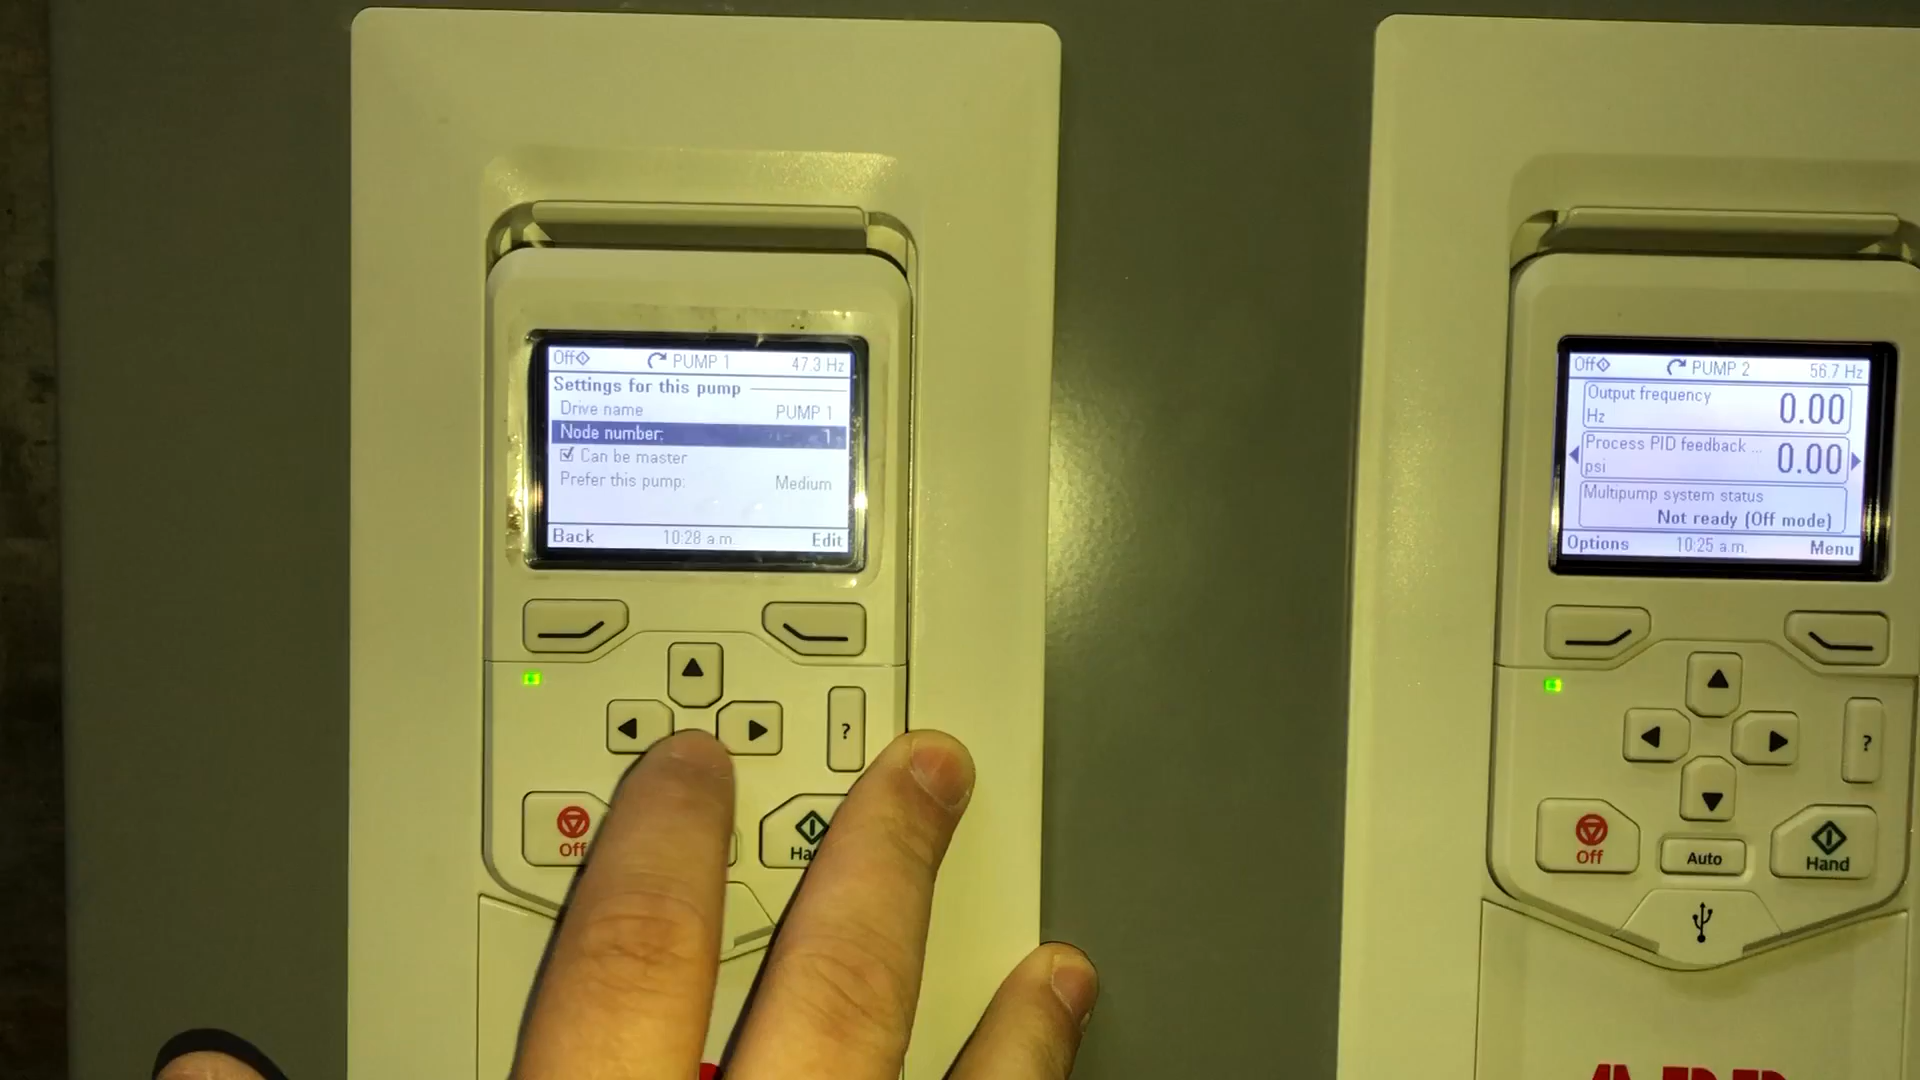 Off PUMP 1 47.3 Hz
Settings for this pump
Drive name PUMP 1
Node number: 1
Can be master
Prefer this pump: Medium
Back 10:28 a.m. Edit
?
Off
Off PUMP 2 56.7 Hz
Output frequency
Hz 0.00
Process PID feedback ...
psi 0.00
Multipump system status
Not ready (Off mode)
Options 10:25 a.m. Menu
?
Off Auto Hand